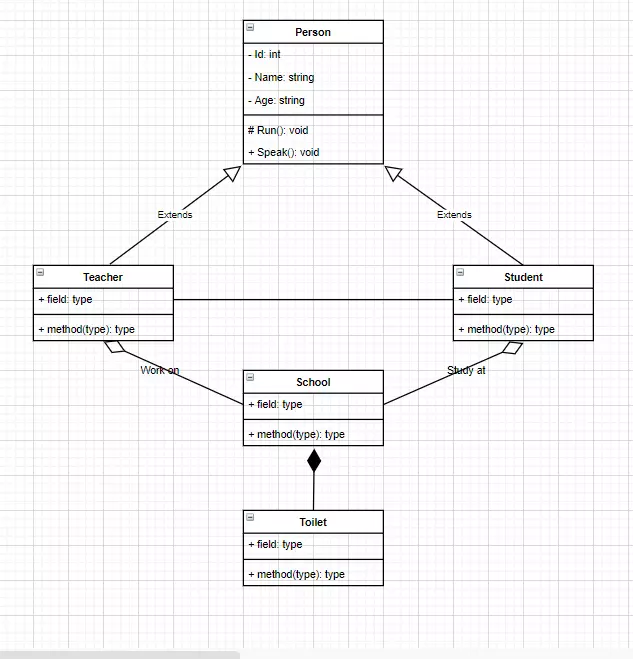 Person
- Id: int
- Name: string
- Age: string
# Run(): void
+ Speak(): void
Extends
Extends
Teacher
+ field: type
+ method(type): type
Student
+ field: type
+ method(type): type
Work on
Study at
School
+ field: type
+ method(type): type
Toilet
+ field: type
+ method(type): type